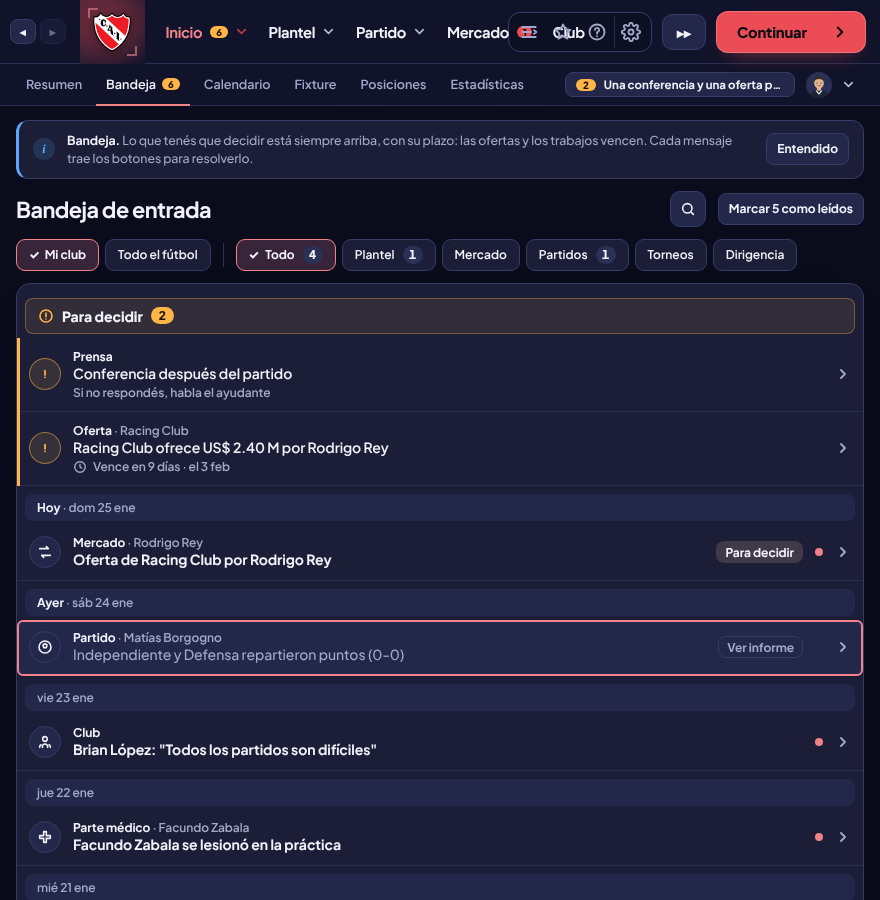 C.A.I.
Inicio 6 Plantel Partido Mercado Club Continuar
Resumen Bandeja 6 Calendario Fixture Posiciones Estadísticas 2 Una conferencia y una oferta p...
Bandeja. Lo que tenés que decidir está siempre arriba, con su plazo: las ofertas y los trabajos vencen. Cada mensaje
trae los botones para resolverlo.
Entendido
Bandeja de entrada
Marcar 5 como leídos
Mi club Todo el fútbol Todo 4 Plantel 1 Mercado Partidos 1 Torneos Dirigencia
Para decidir 2
Prensa
Conferencia después del partido
Si no respondés, habla el ayudante
Oferta · Racing Club
Racing Club ofrece US$ 2.40 M por Rodrigo Rey
Vence en 9 días · el 3 feb
Hoy · dom 25 ene
Mercado · Rodrigo Rey
Oferta de Racing Club por Rodrigo Rey
Para decidir
Ayer · sáb 24 ene
Partido · Matías Borgogno
Independiente y Defensa repartieron puntos (0-0)
Ver informe
vie 23 ene
Club
Brian López: "Todos los partidos son difíciles"
jue 22 ene
Parte médico · Facundo Zabala
Facundo Zabala se lesionó en la práctica
mié 21 ene